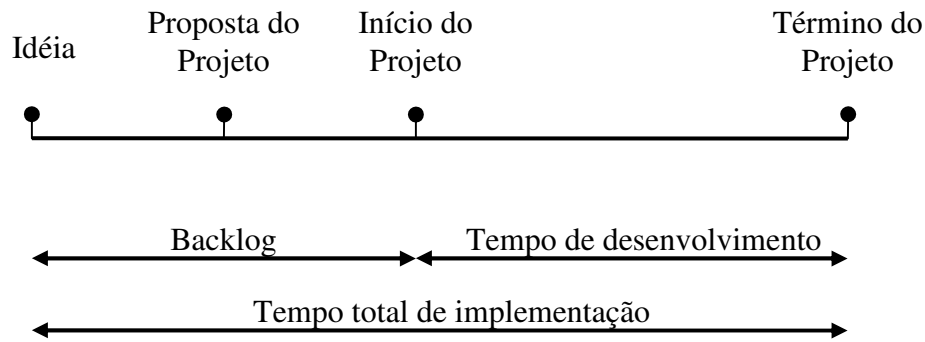 Idéia
Proposta do
Projeto
Início do
Projeto
Término do
Projeto
Backlog
Tempo de desenvolvimento
Tempo total de implementação